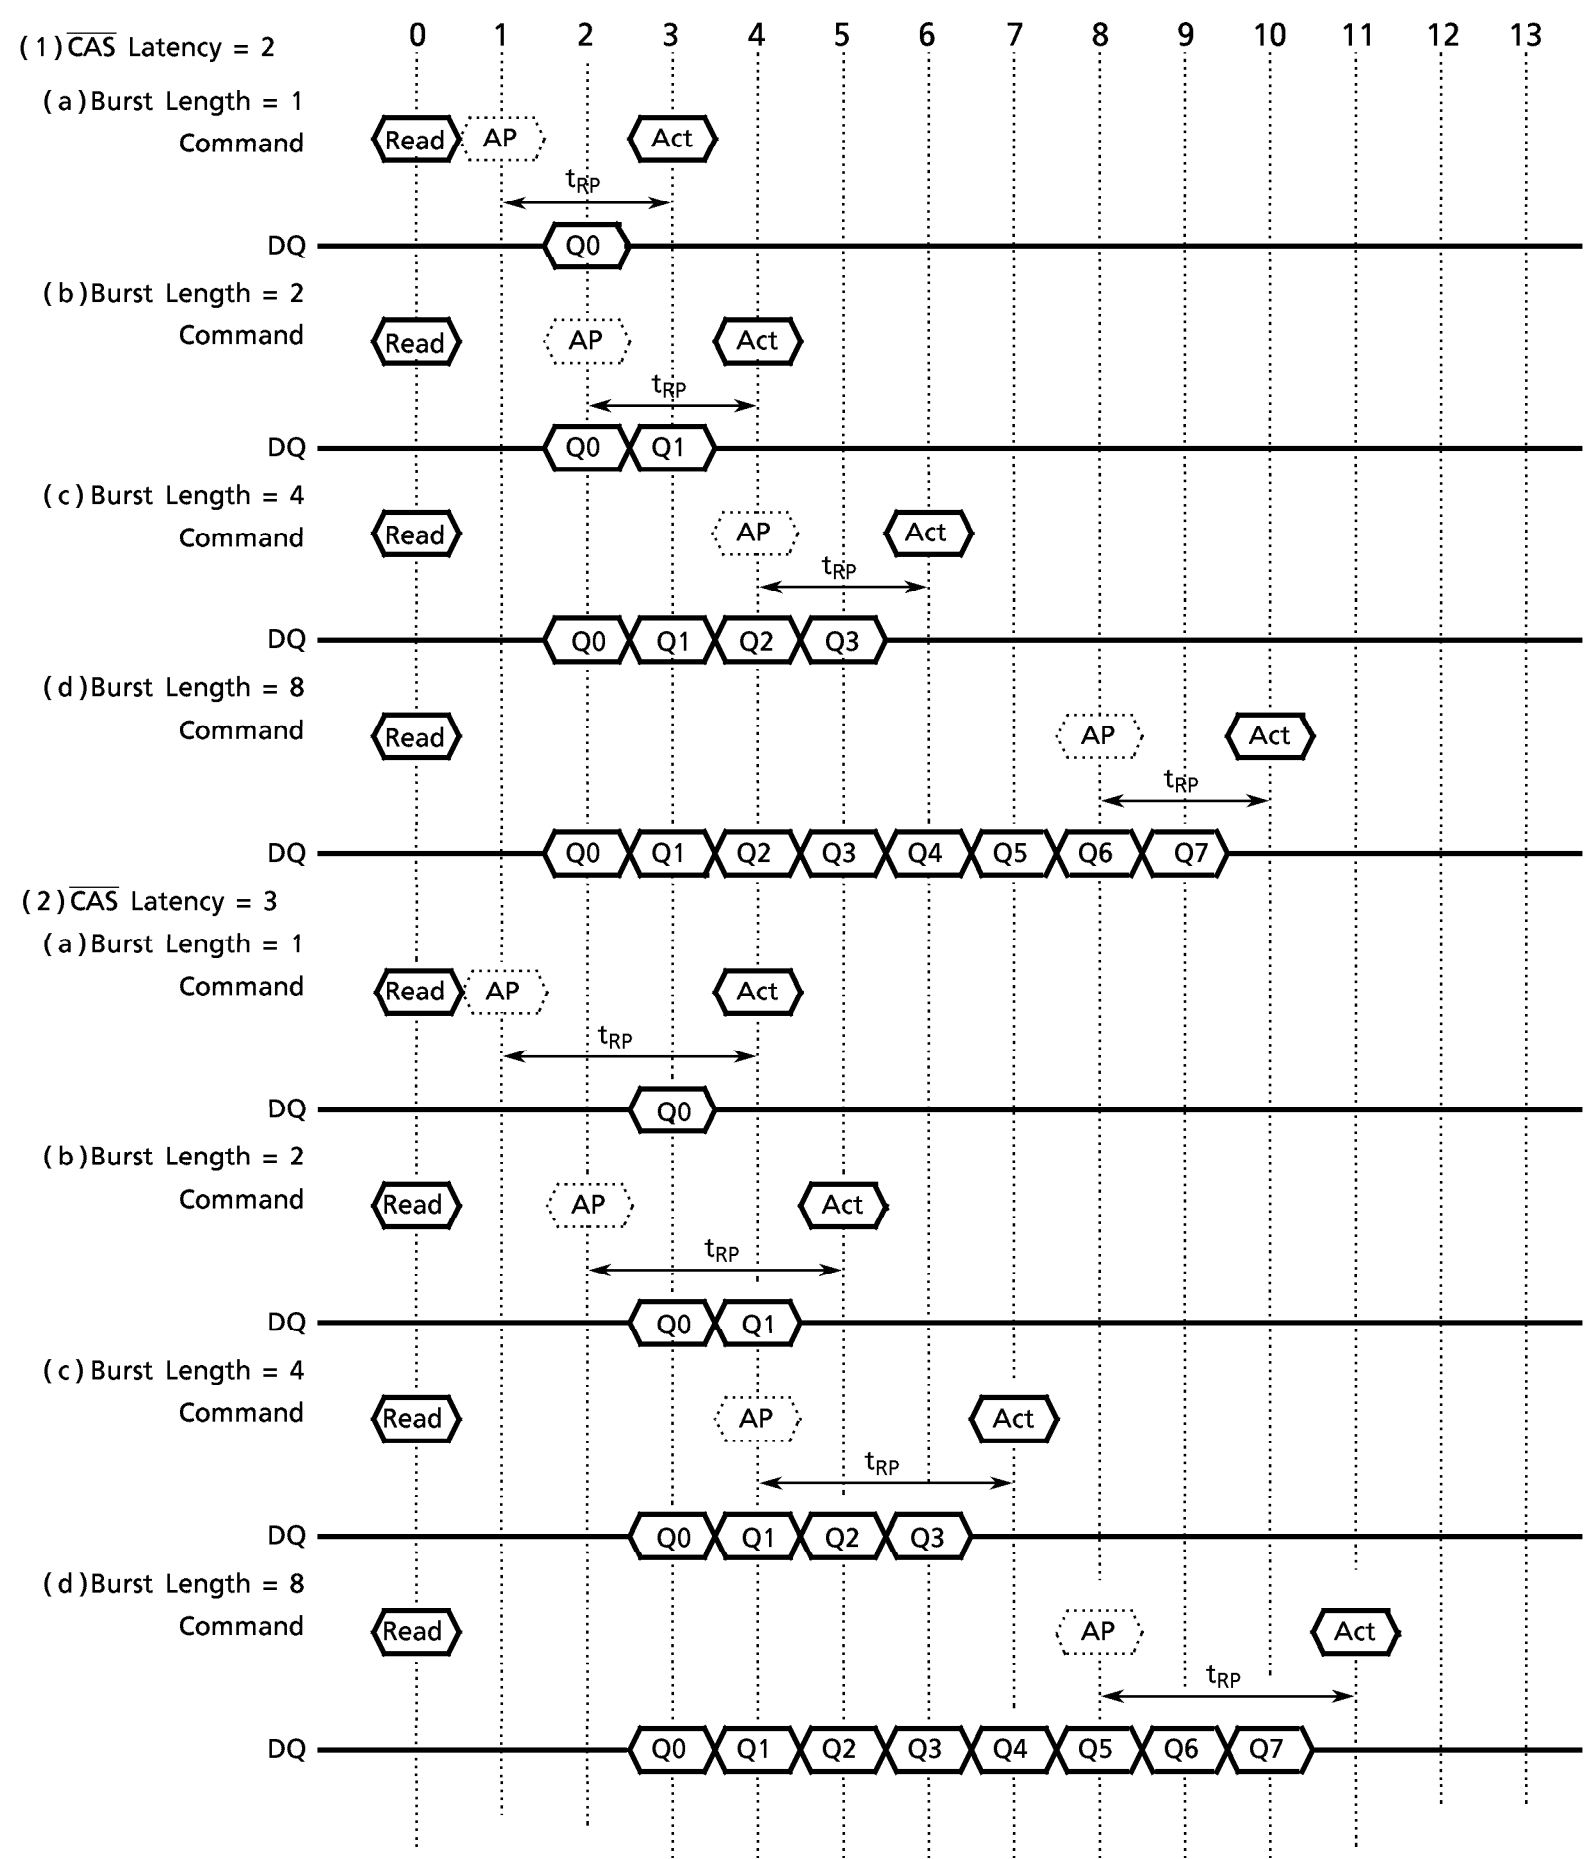 (1) CAS Latency = 2 0 1 2 3 4 5 6 7 8 9 10 11 12 13
(a) Burst Length = 1
Command Read AP Act
tRP
DQ Q0
(b) Burst Length = 2
Command Read AP Act
tRP
DQ Q0 Q1
(c) Burst Length = 4
Command Read AP Act
tRP
DQ Q0 Q1 Q2 Q3
(d) Burst Length = 8
Command Read AP Act
tRP
DQ Q0 Q1 Q2 Q3 Q4 Q5 Q6 Q7
(2) CAS Latency = 3
(a) Burst Length = 1
Command Read AP Act
tRP
DQ Q0
(b) Burst Length = 2
Command Read AP Act
tRP
DQ Q0 Q1
(c) Burst Length = 4
Command Read AP Act
tRP
DQ Q0 Q1 Q2 Q3
(d) Burst Length = 8
Command Read AP Act
tRP
DQ Q0 Q1 Q2 Q3 Q4 Q5 Q6 Q7